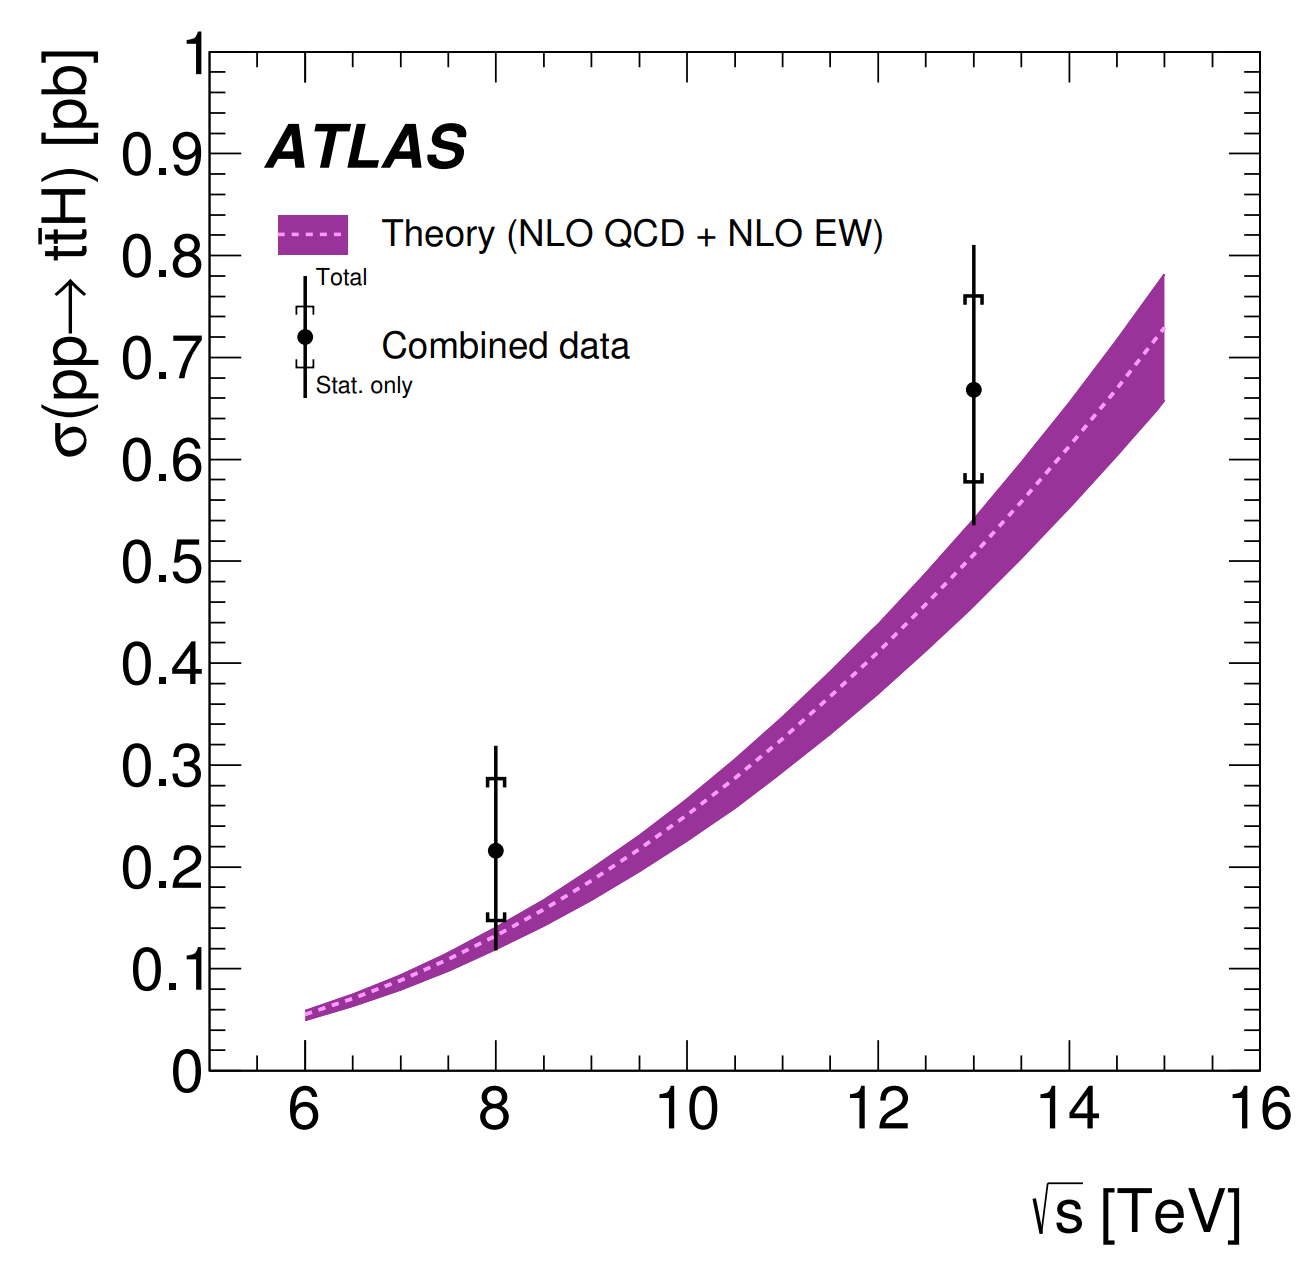 σ(pp→ tt̄H) [pb]
1
0.9
0.8
0.7
0.6
0.5
0.4
0.3
0.2
0.1
0
ATLAS
Theory (NLO QCD + NLO EW)
Total
Combined data
Stat. only
6 8 10 12 14 16
√s [TeV]